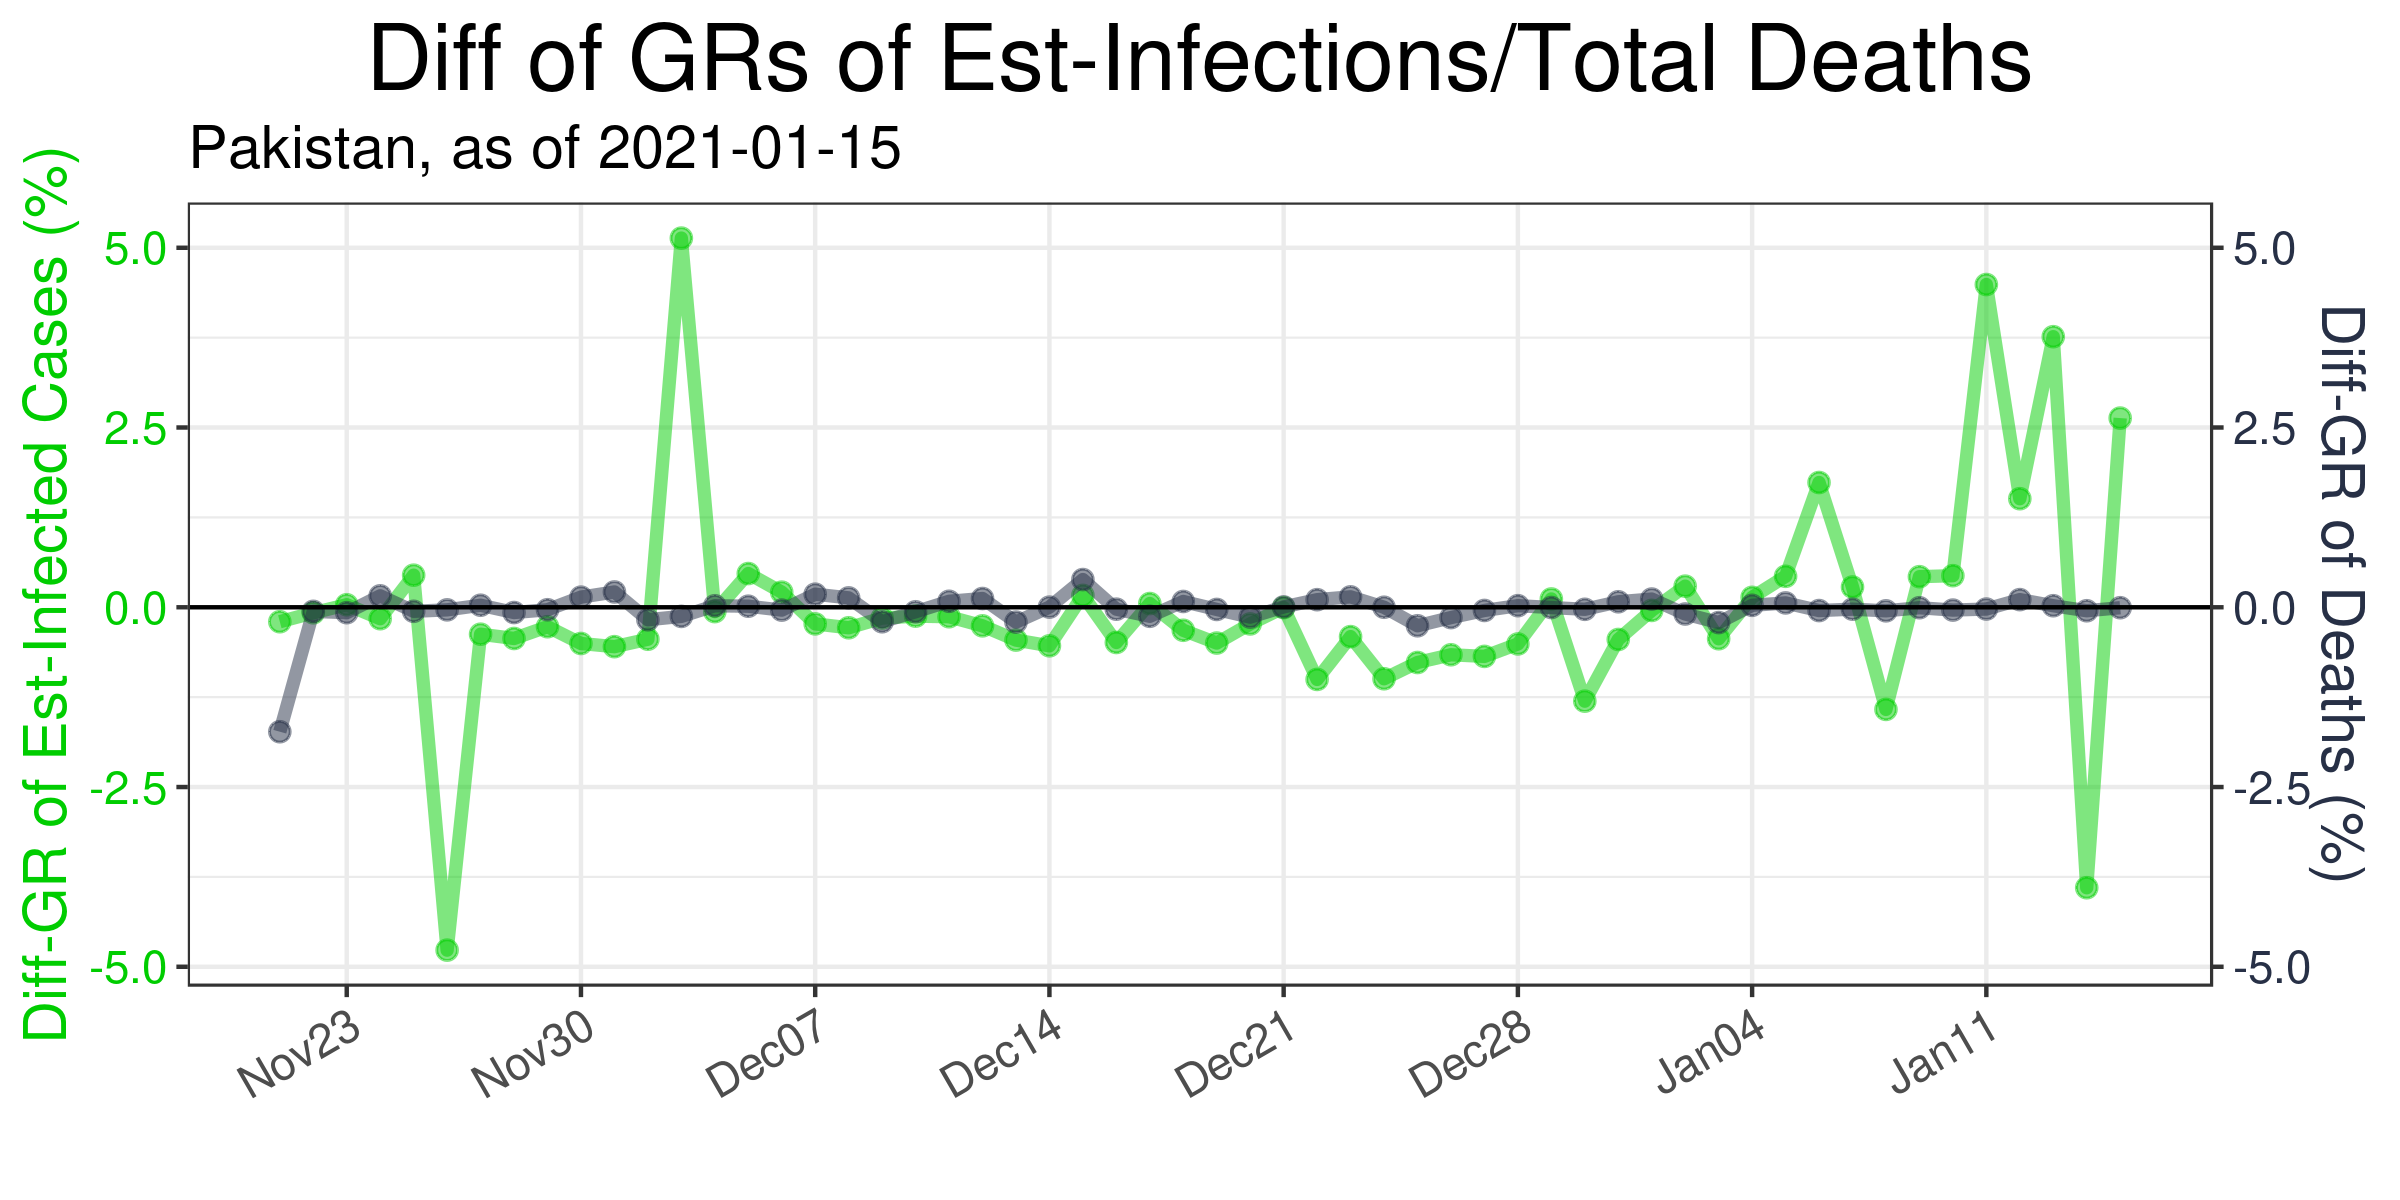 Diff of GRs of Est-Infections/Total Deaths
Pakistan, as of 2021-01-15
Diff-GR of Est-Infected Cases (%)
5.0
2.5
0.0
-2.5
-5.0
5.0
2.5
0.0
-2.5
-5.0
Diff-GR of Deaths (%)
Nov23
Nov30
Dec07
Dec14
Dec21
Dec28
Jan04
Jan11